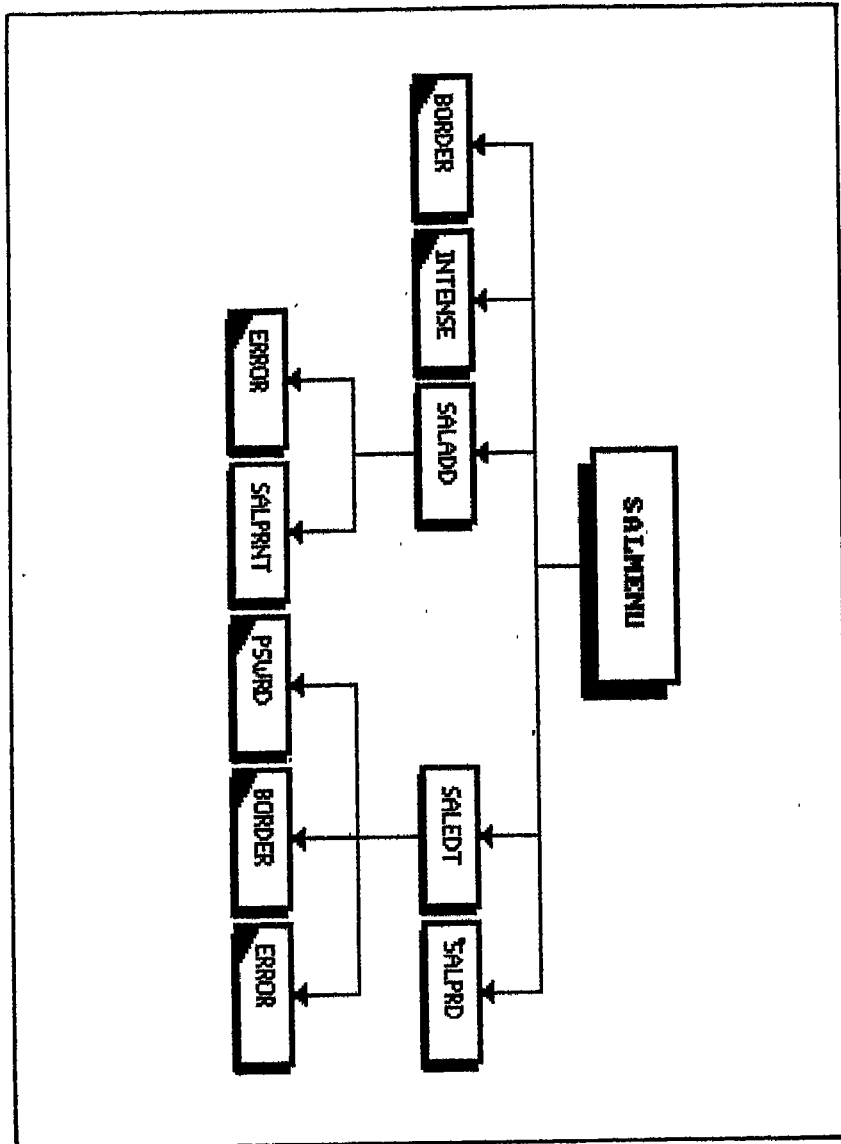 SALMENU
BORDER
INTENSE
SALADD
SALEDT
SALPRD
ERROR
SALPRNT
PSWRD
BORDER
ERROR